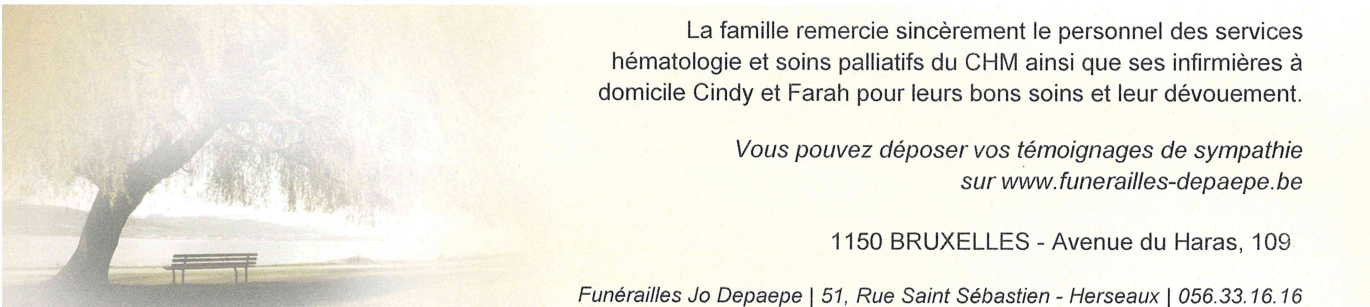 La famille remercie sincèrement le personnel des services
hématologie et soins palliatifs du CHM ainsi que ses infirmières à
domicile Cindy et Farah pour leurs bons soins et leur dévouement.
Vous pouvez déposer vos témoignages de sympathie
sur www.funerailles-depaepe.be
1150 BRUXELLES - Avenue du Haras, 109
Funérailles Jo Depaepe | 51, Rue Saint Sébastien - Herseaux | 056.33.16.16